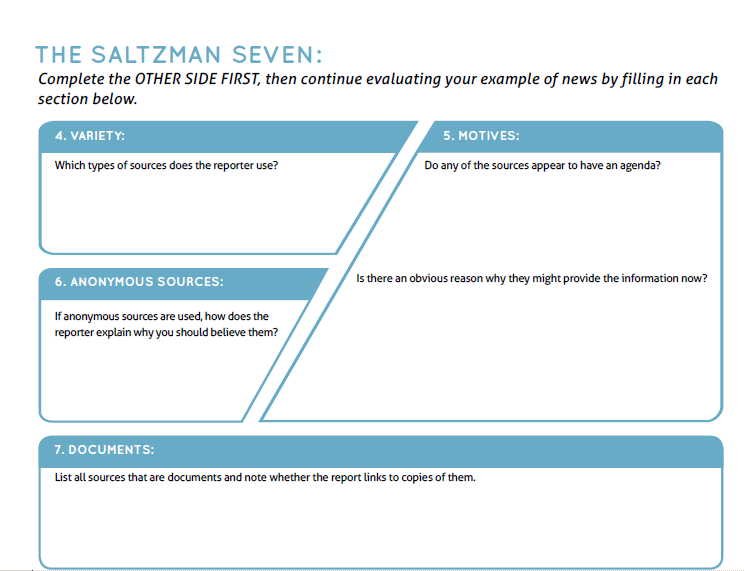 THE SALTZMAN SEVEN:
Complete the OTHER SIDE FIRST, then continue evaluating your example of news by filling in each
section below.
4. VARIETY:
Which types of sources does the reporter use?
5. MOTIVES:
Do any of the sources appear to have an agenda?
Is there an obvious reason why they might provide the information now?
6. ANONYMOUS SOURCES:
If anonymous sources are used, how does the
reporter explain why you should believe them?
7. DOCUMENTS:
List all sources that are documents and note whether the report links to copies of them.